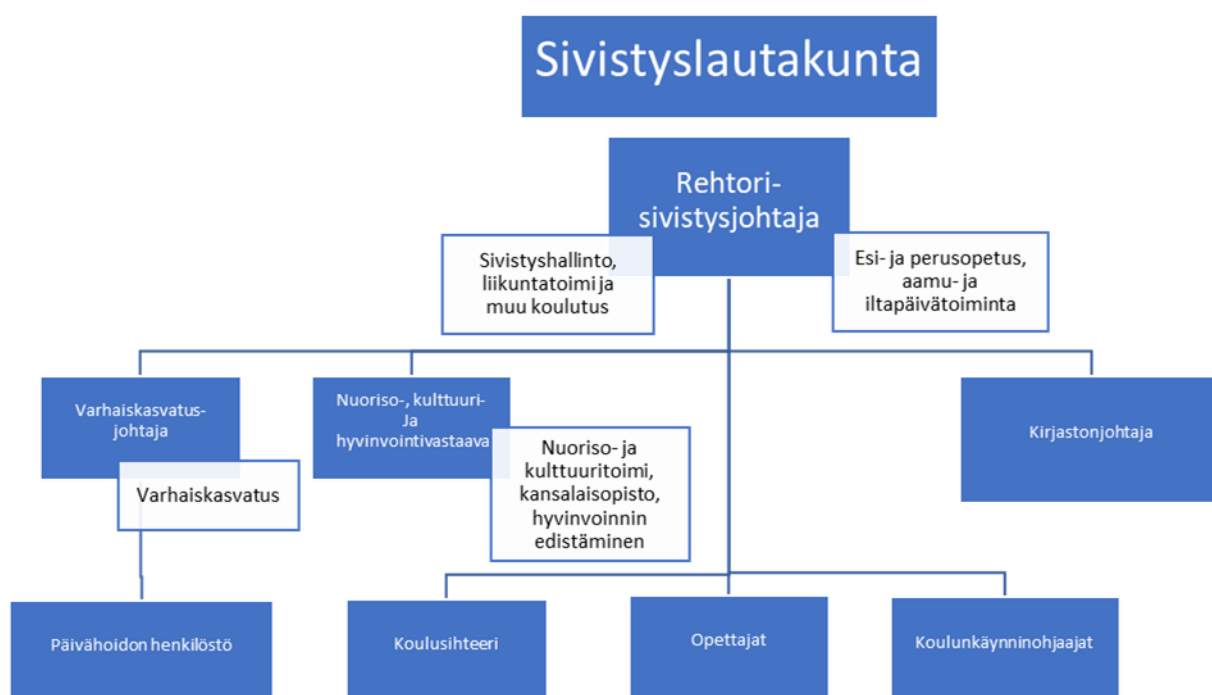 Sivistyslautakunta
Rehtori-
sivistysjohtaja
Sivistyshallinto,
liikuntatoimi ja
muu koulutus
Esi- ja perusopetus,
aamu- ja
iltapäivätoiminta
Varhaiskasvatus-
johtaja
Varhaiskasvatus
Nuoriso-, kulttuuri-
Ja
hyvinvointivastaava
Nuoriso- ja
kulttuuritoimi,
kansalaisopisto,
hyvinvoinnin
edistäminen
Kirjastonjohtaja
Päivähoidon henkilöstö
Koulusihteeri
Opettajat
Koulunkäynninohjaajat